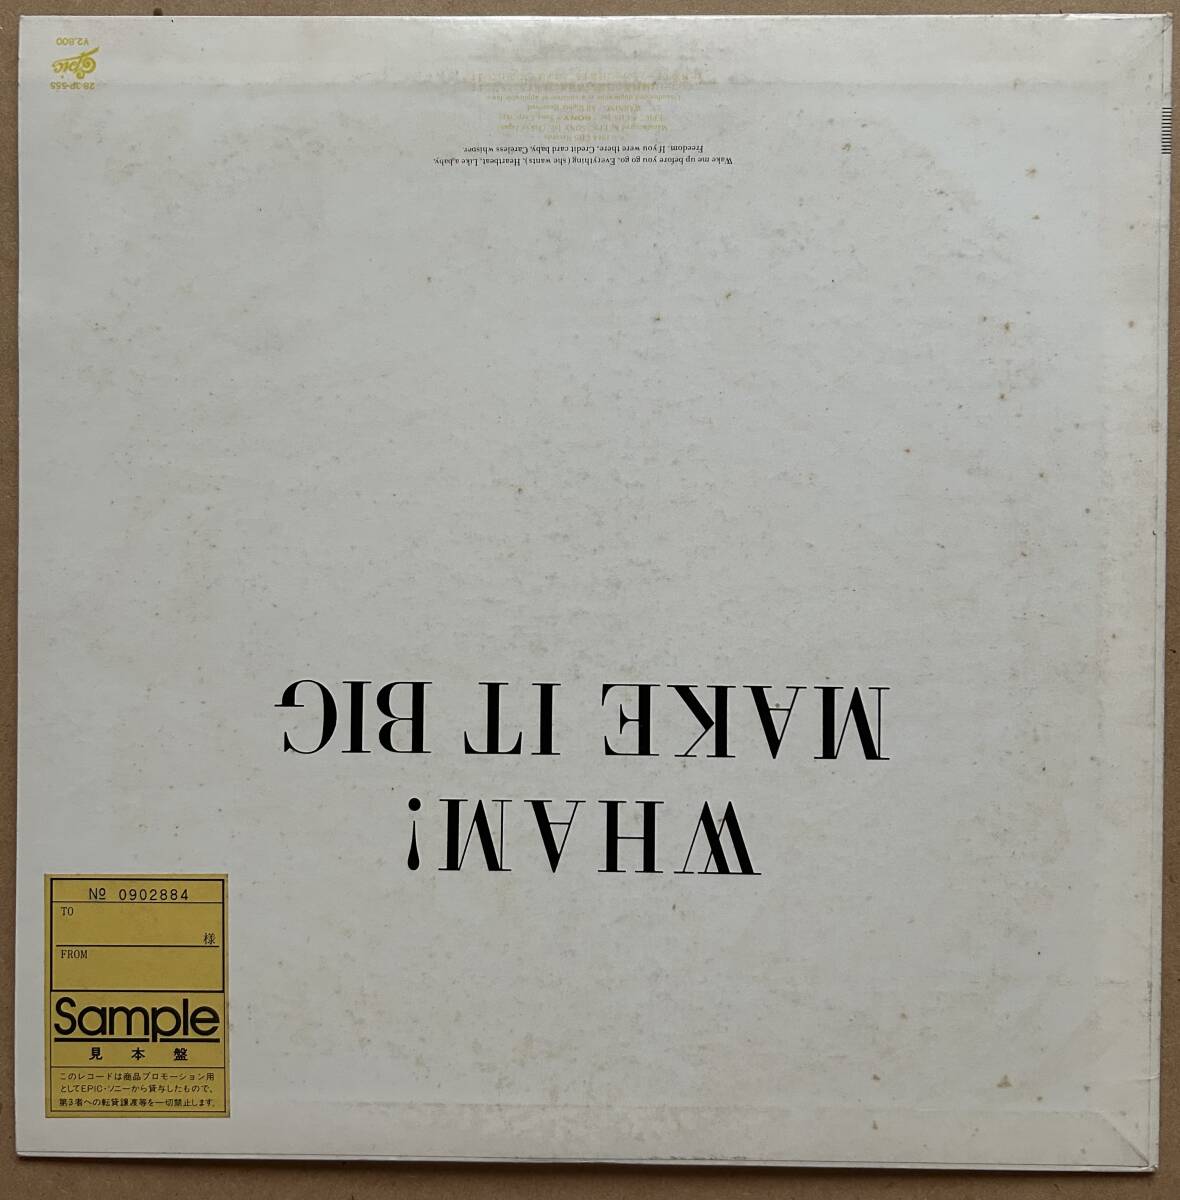 WHAM!
MAKE IT BIG
Wake me up before you go go, Everything (she wants), Heartbeat, Like a baby,
Freedom, If you were there, Credit card baby, Careless whisper.
Epic
28·3P-555
¥2,800
№ 0902884
TO
様
FROM
Sample
見本盤
このレコードは商品プロモーション用
としてEPIC・ソニーから貸与したもので、
第3者への転貸譲渡等を一切禁止します。